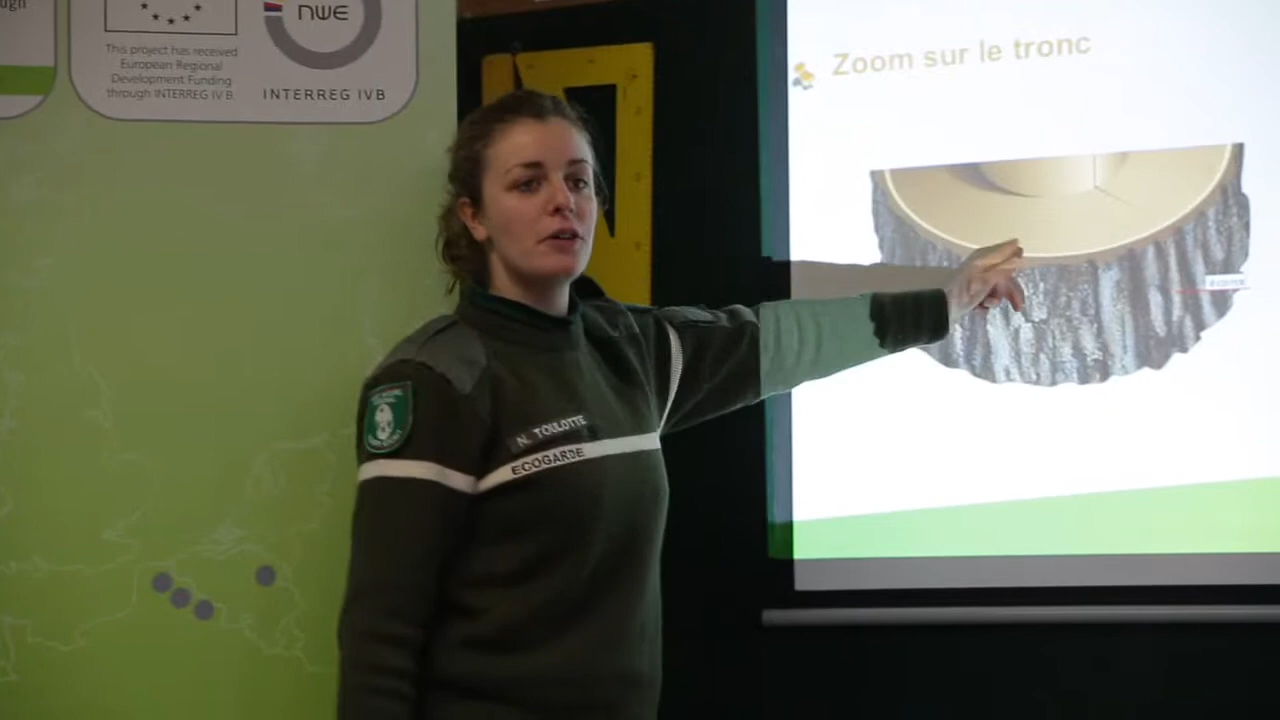 ough
NWE
This project has received
European Regional
Development Funding
through INTERREG IV B.
INTERREG IVB
Zoom sur le tronc
N. TOULOTTE
ECOGARDE